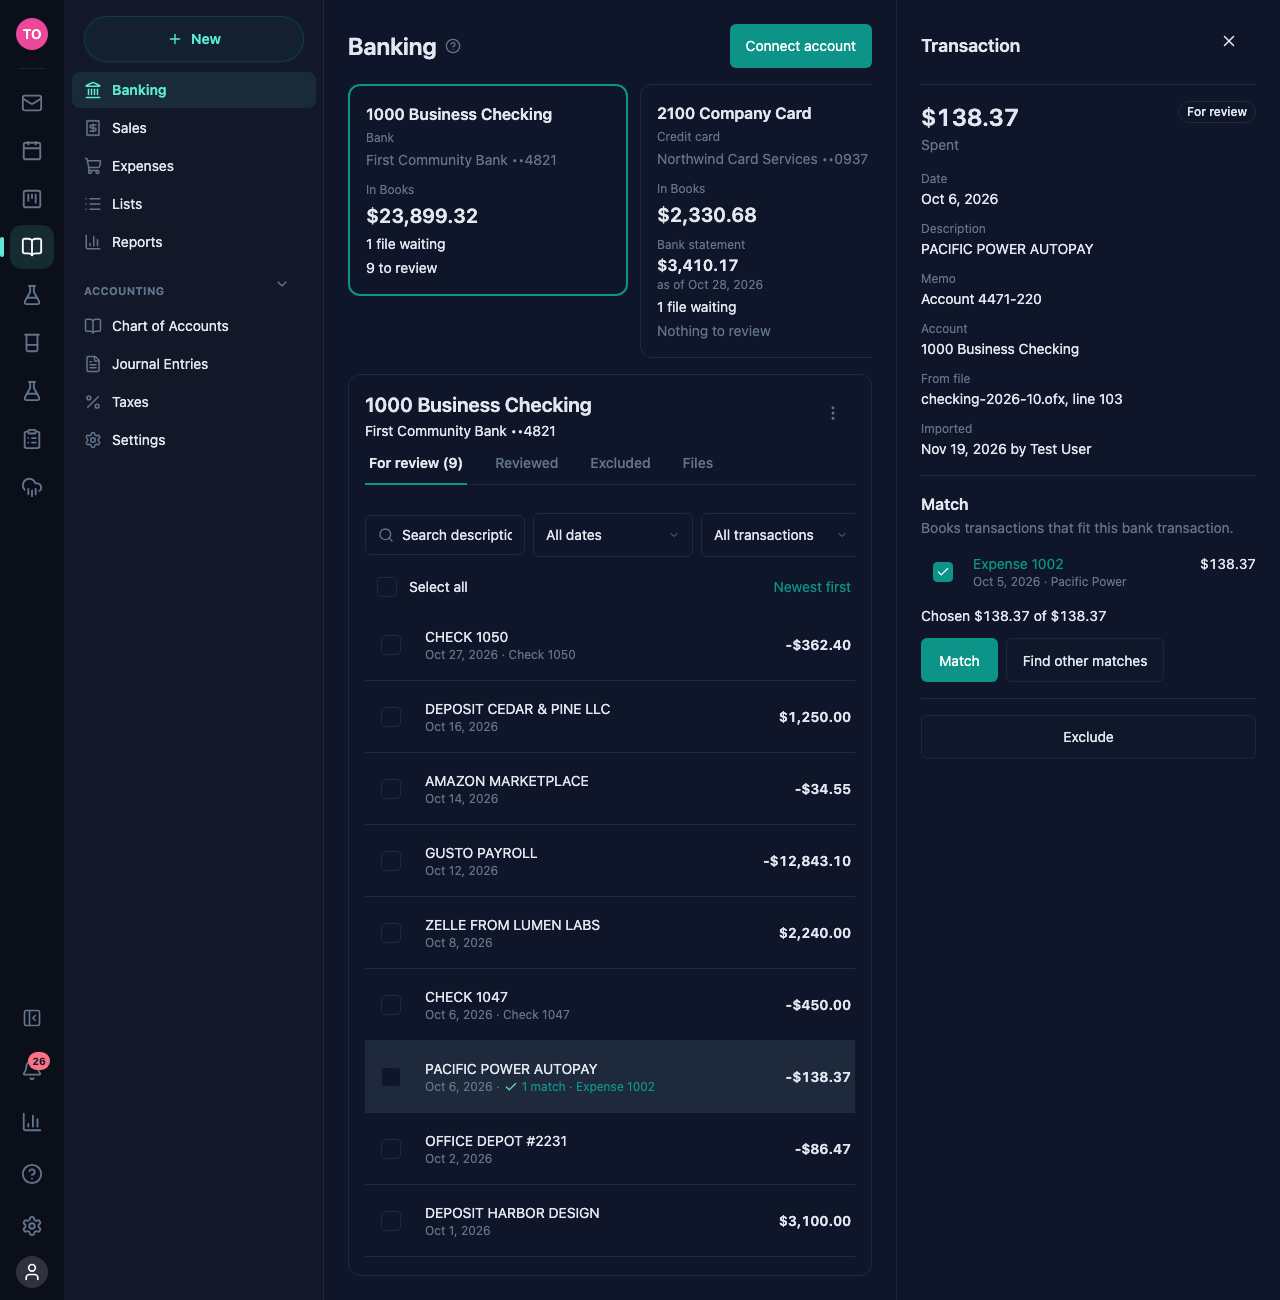 TO
New
Banking
Sales
Expenses
Lists
Reports
ACCOUNTING
Chart of Accounts
Journal Entries
Taxes
Settings
26
Banking
Connect account
1000 Business Checking
Bank
First Community Bank ••4821
In Books
$23,899.32
1 file waiting
9 to review
2100 Company Card
Credit card
Northwind Card Services ••0937
In Books
$2,330.68
Bank statement
$3,410.17
as of Oct 28, 2026
1 file waiting
Nothing to review
1000 Business Checking
First Community Bank ••4821
For review (9)
Reviewed
Excluded
Files
Search descriptic
All dates
All transactions
Select all
Newest first
CHECK 1050
-$362.40
Oct 27, 2026 · Check 1050
DEPOSIT CEDAR & PINE LLC
$1,250.00
Oct 16, 2026
AMAZON MARKETPLACE
-$34.55
Oct 14, 2026
GUSTO PAYROLL
-$12,843.10
Oct 12, 2026
ZELLE FROM LUMEN LABS
$2,240.00
Oct 8, 2026
CHECK 1047
-$450.00
Oct 6, 2026 · Check 1047
PACIFIC POWER AUTOPAY
-$138.37
Oct 6, 2026 · 1 match · Expense 1002
OFFICE DEPOT #2231
-$86.47
Oct 2, 2026
DEPOSIT HARBOR DESIGN
$3,100.00
Oct 1, 2026
Transaction
$138.37
For review
Spent
Date
Oct 6, 2026
Description
PACIFIC POWER AUTOPAY
Memo
Account 4471-220
Account
1000 Business Checking
From file
checking-2026-10.ofx, line 103
Imported
Nov 19, 2026 by Test User
Match
Books transactions that fit this bank transaction.
Expense 1002
$138.37
Oct 5, 2026 · Pacific Power
Chosen $138.37 of $138.37
Match
Find other matches
Exclude